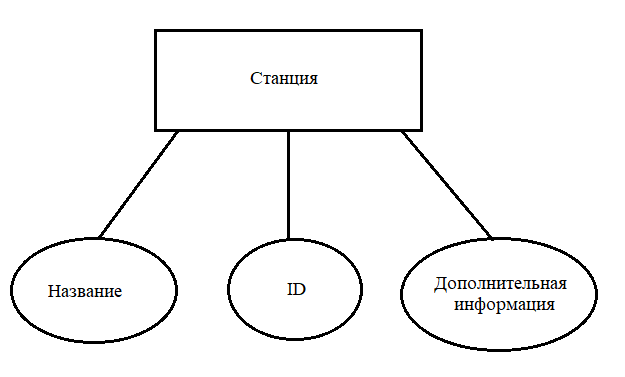 Станция
Название
ID
Дополнительная
информация